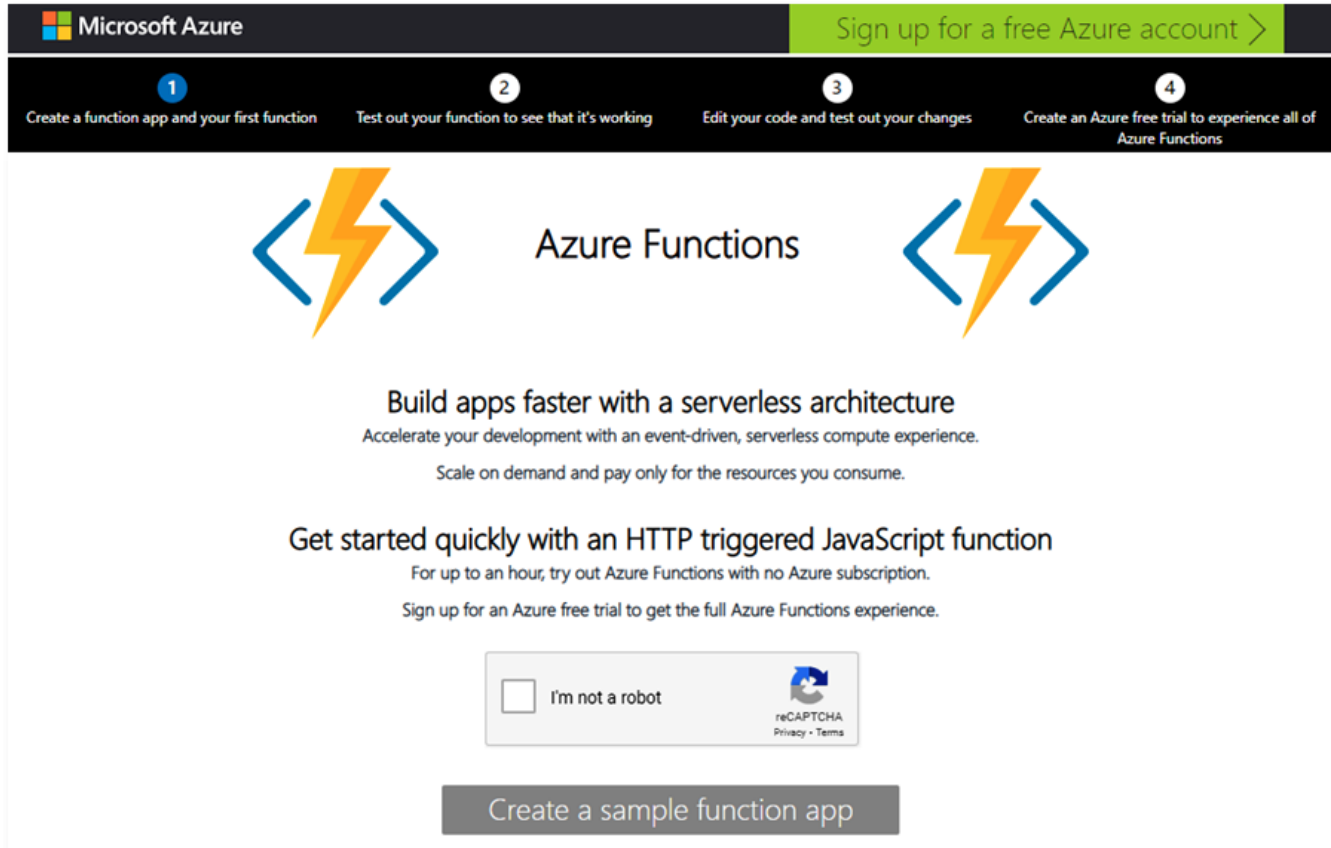 Microsoft Azure
Sign up for a free Azure account >
1
Create a function app and your first function
2
Test out your function to see that it's working
3
Edit your code and test out your changes
4
Create an Azure free trial to experience all of
Azure Functions
Azure Functions
Build apps faster with a serverless architecture
Accelerate your development with an event-driven, serverless compute experience.
Scale on demand and pay only for the resources you consume.
Get started quickly with an HTTP triggered JavaScript function
For up to an hour, try out Azure Functions with no Azure subscription.
Sign up for an Azure free trial to get the full Azure Functions experience.
I'm not a robot
reCAPTCHA
Privacy - Terms
Create a sample function app